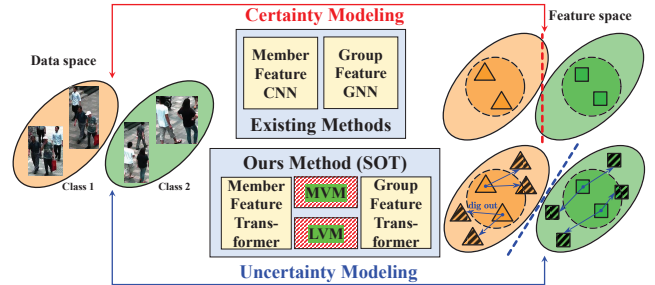 Certainty Modeling
Data space
Feature space
Member
Feature
CNN
Group
Feature
GNN
Existing Methods
Class 1
Class 2
Ours Method (SOT)
Member
Feature
Trans-
former
MVM
LVM
Group
Feature
Trans-
former
dig out
Uncertainty Modeling